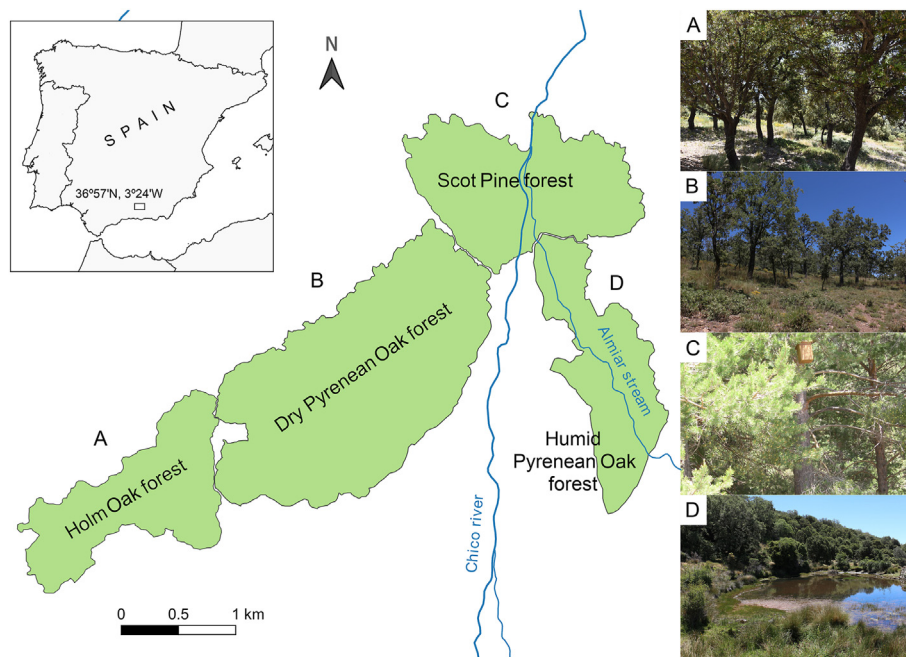 SPAIN
36º57'N, 3º24'W
N
C
Scot Pine forest
B
Dry Pyrenean Oak forest
D
Almiar stream
Humid
Pyrenean Oak
forest
A
Holm Oak forest
Chico river
0 0.5 1 km
A
B
C
D